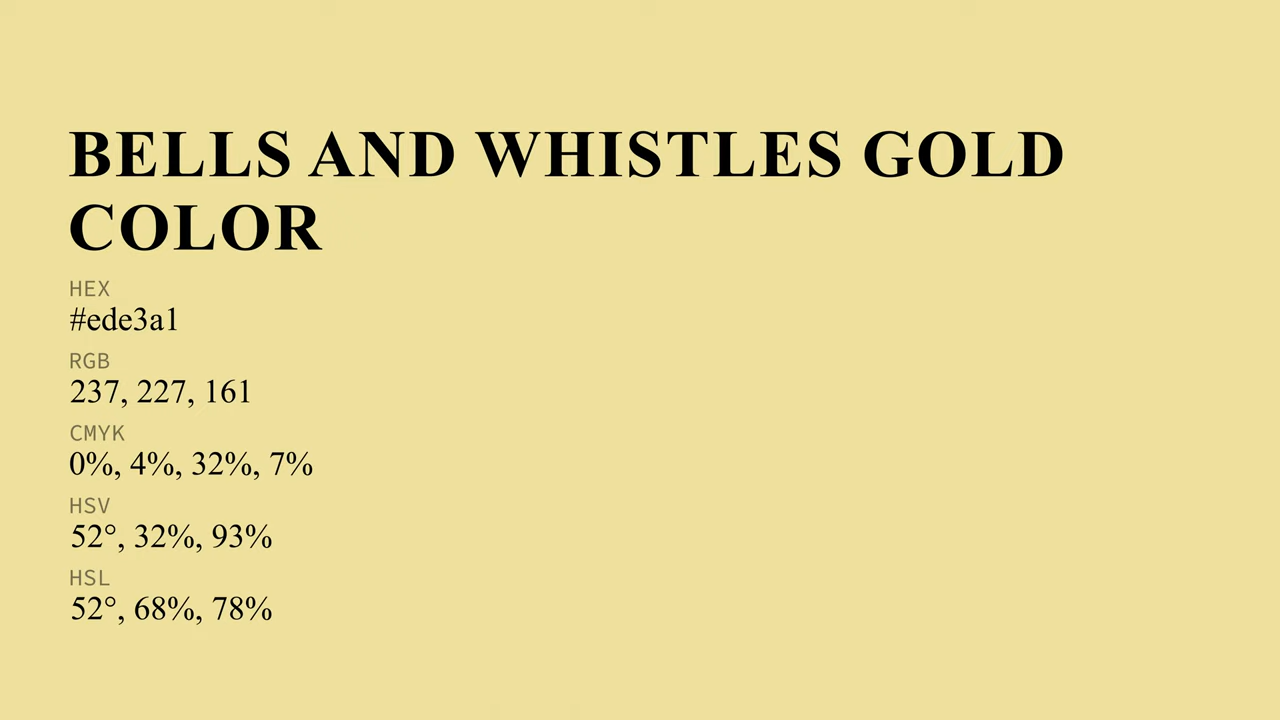 BELLS AND WHISTLES GOLD
COLOR
HEX
#ede3a1
RGB
237, 227, 161
CMYK
0%, 4%, 32%, 7%
HSV
52°, 32%, 93%
HSL
52°, 68%, 78%